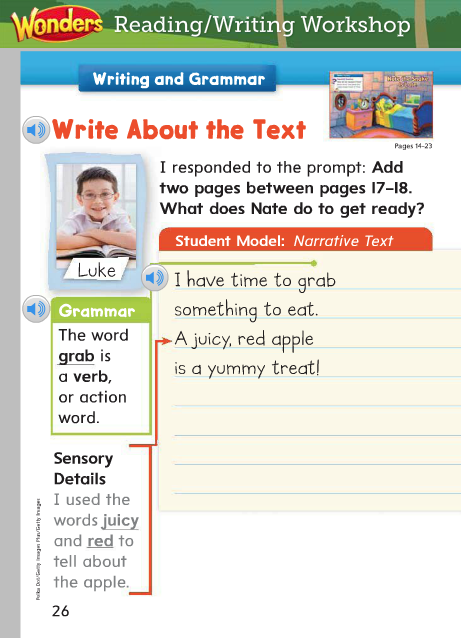 Wonders Reading/Writing Workshop
Writing and Grammar
Write About the Text
Pages 14–23
I responded to the prompt: Add
two pages between pages 17–18.
What does Nate do to get ready?
Luke
Student Model: Narrative Text
I have time to grab
something to eat.
A juicy, red apple
is a yummy treat!
Grammar
The word
grab is
a verb,
or action
word.
Sensory
Details
I used the
words juicy
and red to
tell about
the apple.
Polka Dot/Getty Images Plus/Getty Images
26